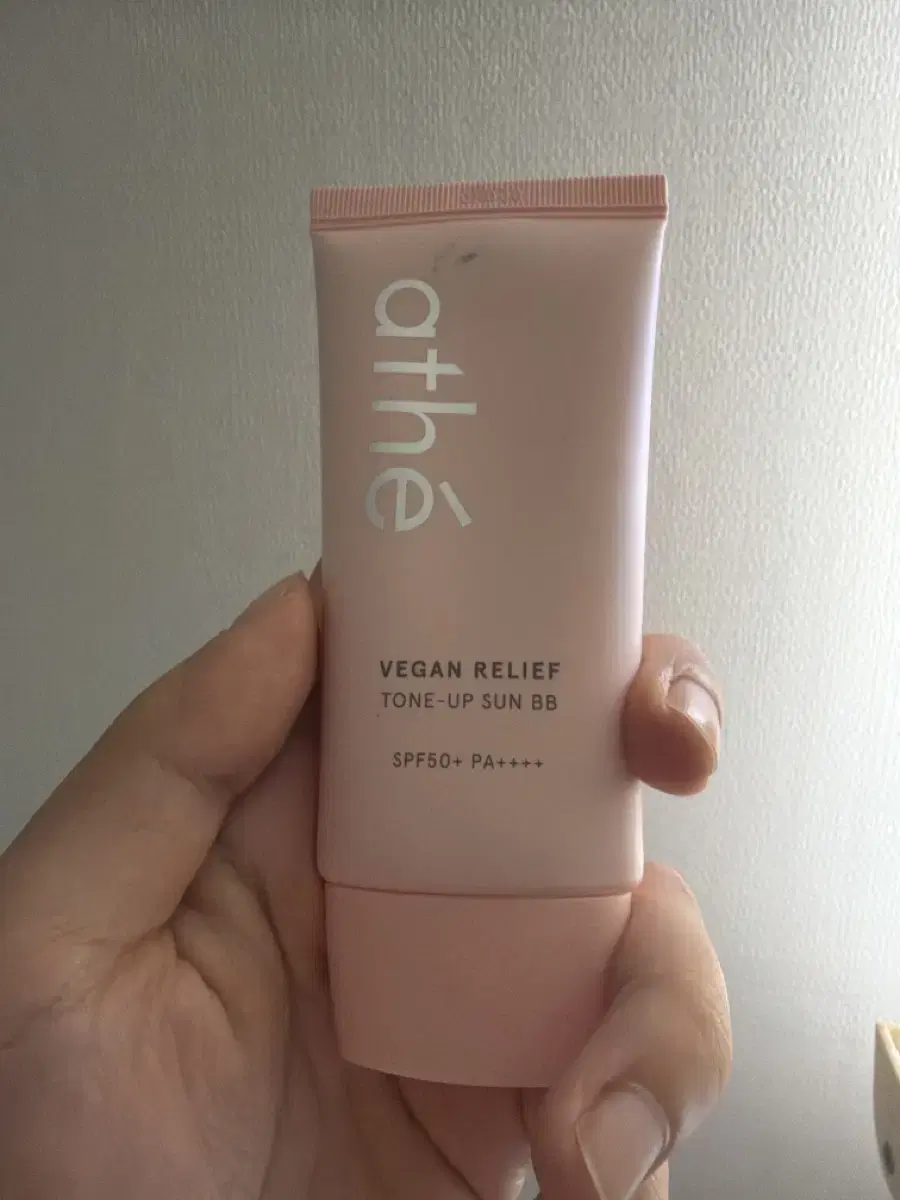 athé
VEGAN RELIEF
TONE-UP SUN BB
SPF50+ PA++++